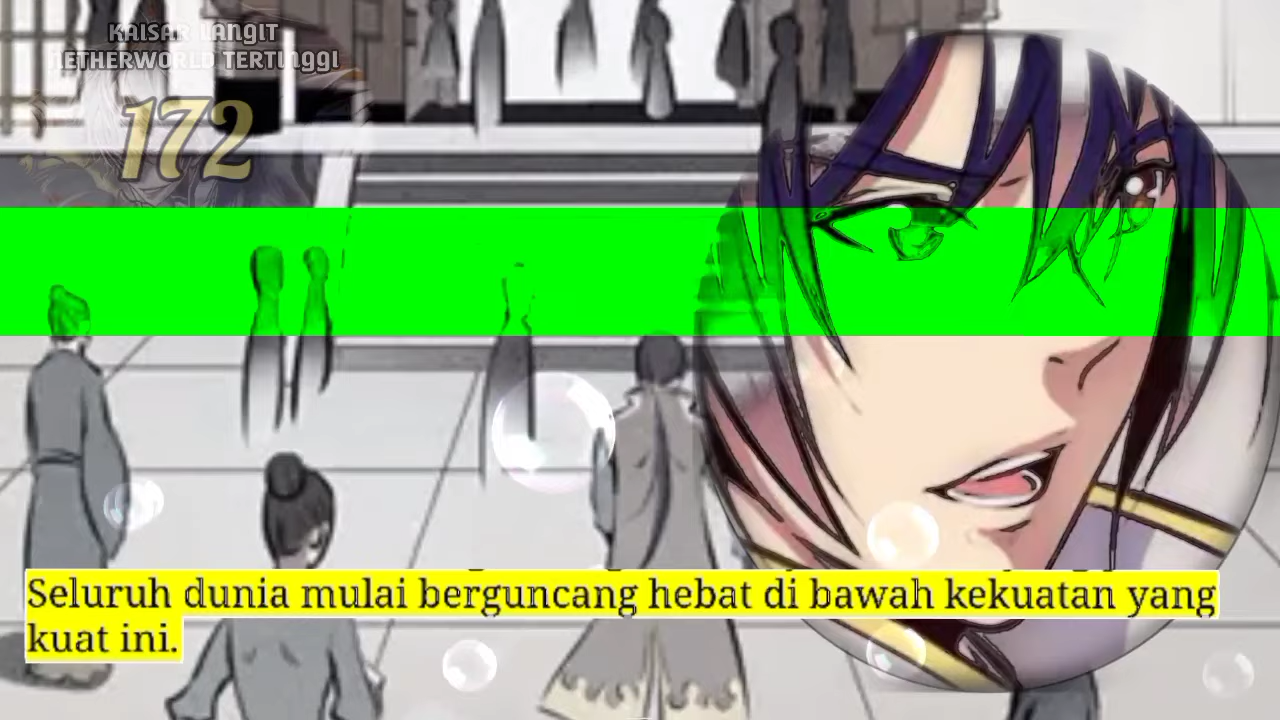 KAISAR LANGIT
NETHERWORLD TERTINGGI
172
Seluruh dunia mulai berguncang hebat di bawah kekuatan yang
kuat ini.